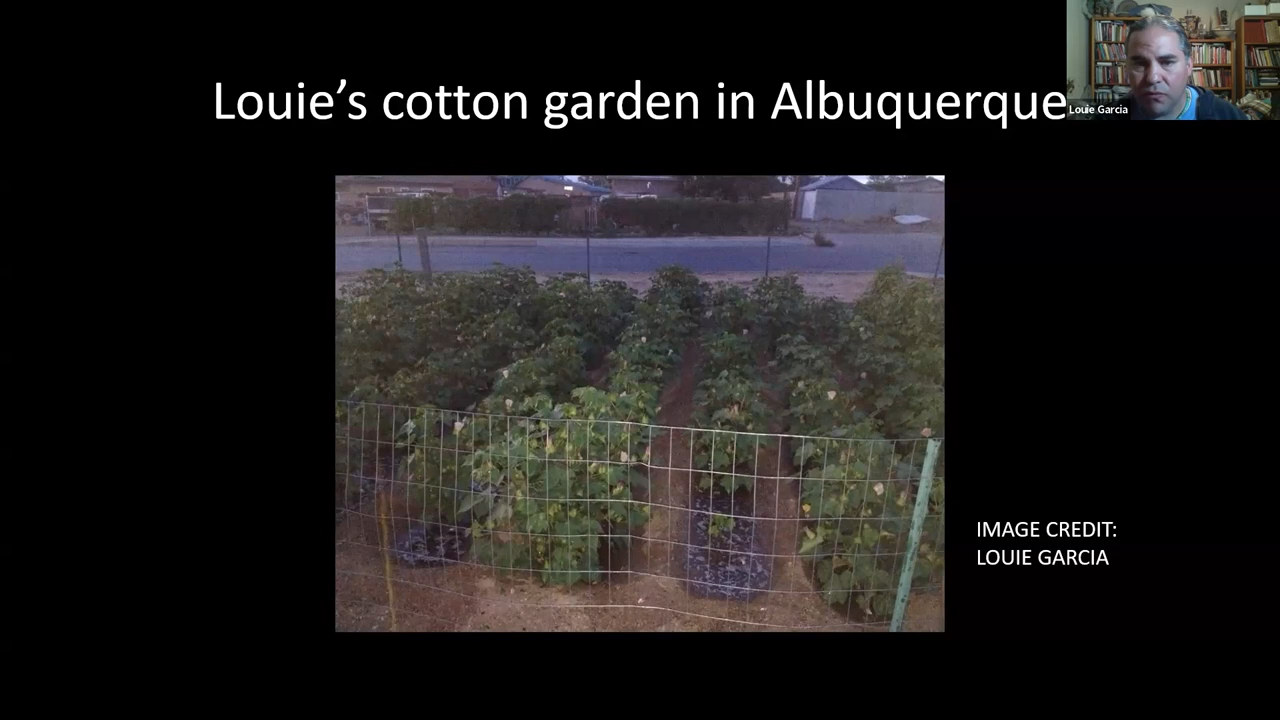 Louie’s cotton garden in Albuquerque
Louie Garcia
IMAGE CREDIT:
LOUIE GARCIA